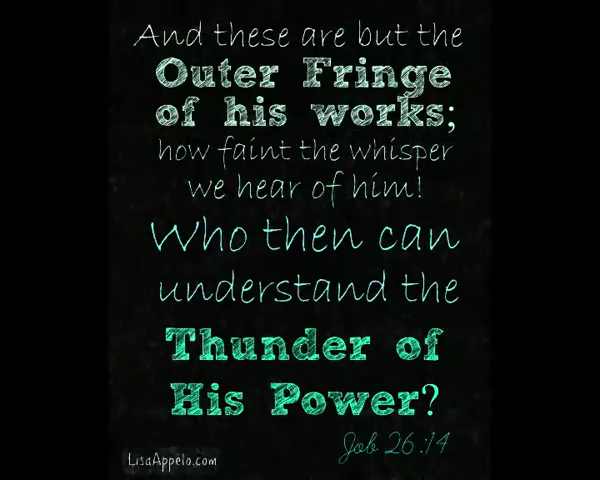 And these are but the
Outer Fringe
of his works;
how faint the whisper
we hear of him!
Who then can
understand the
Thunder of
His Power?
Job 26:14
LisaAppelo.com